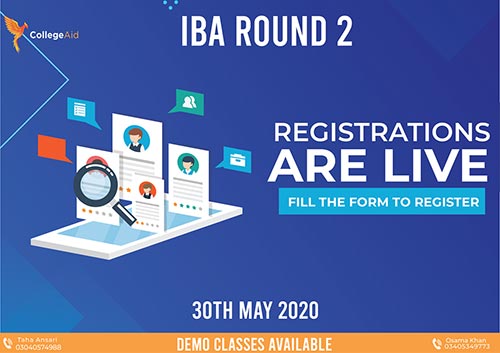 CollegeAid
IBA ROUND 2
REGISTRATIONS
ARE LIVE
FILL THE FORM TO REGISTER
30TH MAY 2020
Taha Ansari
03040574988
DEMO CLASSES AVAILABLE
Osama Khan
03405349773